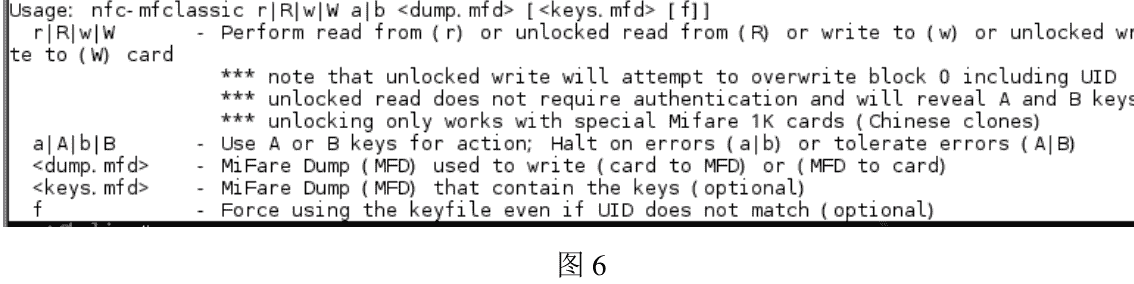 Usage: nfc-mfclassic r|R|w|W a|b <dump.mfd> [<keys.mfd> [f]]
r|R|w|W - Perform read from (r) or unlocked read from (R) or write to (w) or unlocked wr
te to (W) card
*** note that unlocked write will attempt to overwrite block 0 including UID
*** unlocked read does not require authentication and will reveal A and B keys
*** unlocking only works with special Mifare 1K cards (Chinese clones)
a|A|b|B - Use A or B keys for action; Halt on errors (a|b) or tolerate errors (A|B)
<dump.mfd> - MiFare Dump (MFD) used to write (card to MFD) or (MFD to card)
<keys.mfd> - MiFare Dump (MFD) that contain the keys (optional)
f - Force using the keyfile even if UID does not match (optional)
图 6